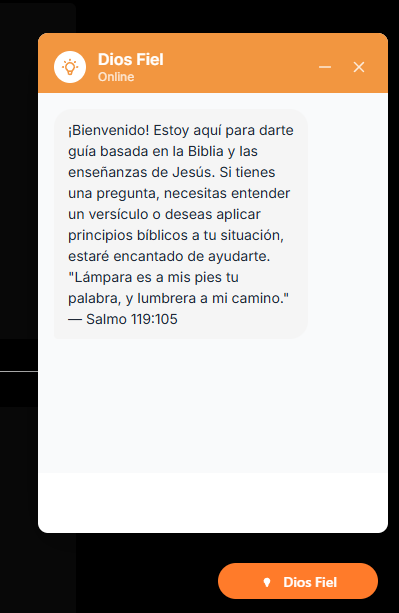 Dios Fiel
Online
¡Bienvenido! Estoy aquí para darte
guía basada en la Biblia y las
enseñanzas de Jesús. Si tienes
una pregunta, necesitas entender
un versículo o deseas aplicar
principios bíblicos a tu situación,
estaré encantado de ayudarte.
"Lámpara es a mis pies tu
palabra, y lumbrera a mi camino."
— Salmo 119:105
Dios Fiel